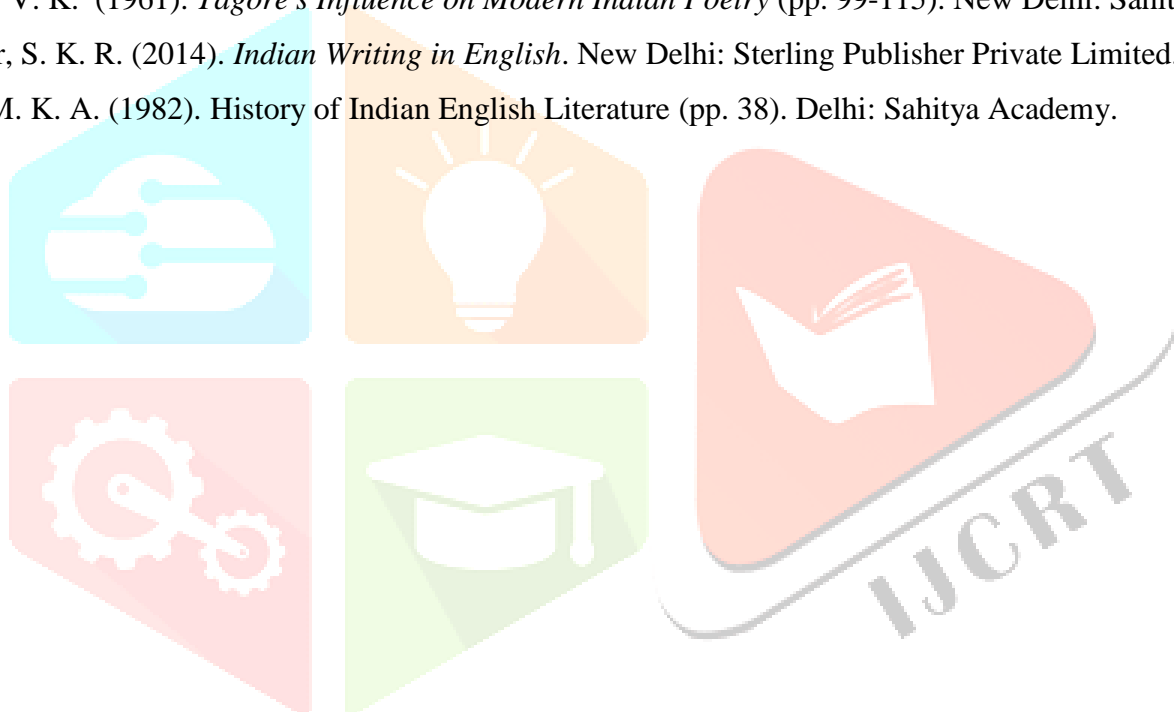 V. K. (1961). Tagore's Influence on Modern Indian Poetry (pp. 99-115). New Delhi: Sahit
r, S. K. R. (2014). Indian Writing in English. New Delhi: Sterling Publisher Private Limited.
M. K. A. (1982). History of Indian English Literature (pp. 38). Delhi: Sahitya Academy.
IJCRT